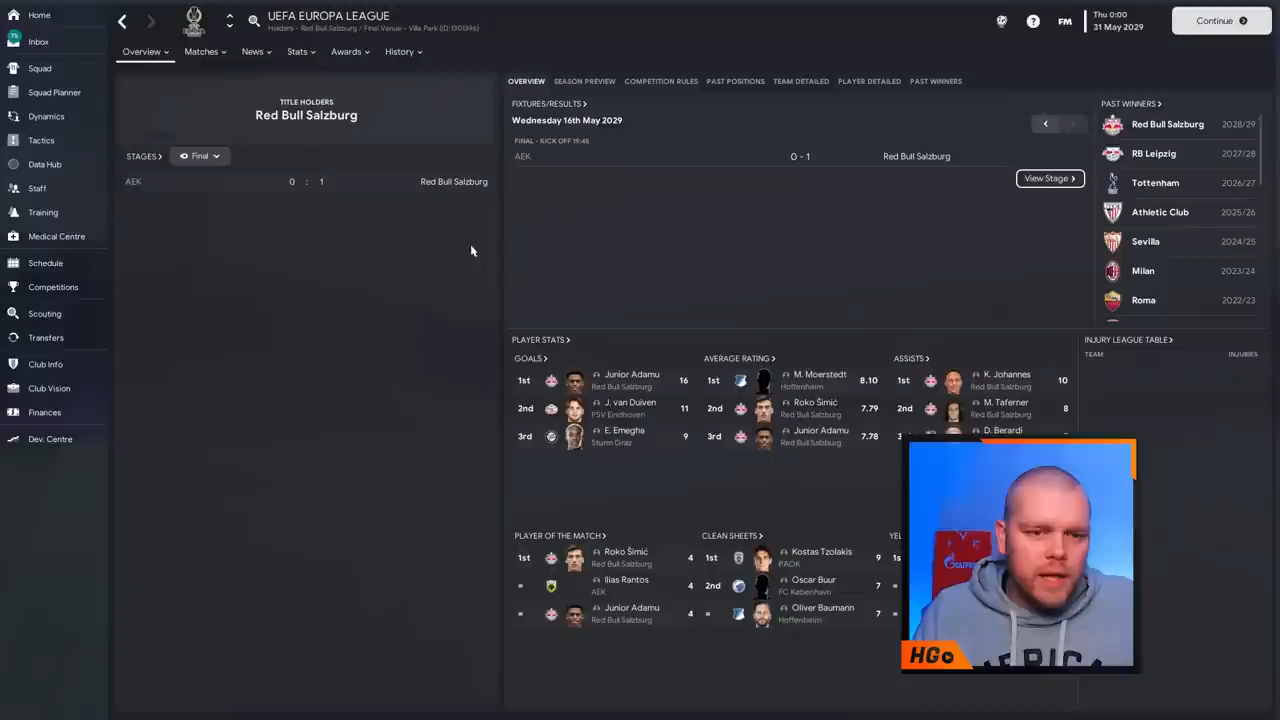 Home
Inbox
Squad
Squad Planner
Dynamics
Tactics
Data Hub
Staff
Training
Medical Centre
Schedule
Competitions
Scouting
Transfers
Club Info
Club Vision
Finances
Dev. Centre
UEFA EUROPA LEAGUE
Holders - Red Bull Salzburg / Final Venue - Villa Park (ID:1301396)
FM
Thu 0:00
31 May 2029
Continue
Overview
Matches
News
Stats
Awards
History
TITLE HOLDERS
Red Bull Salzburg
STAGES
Final
AEK 0 : 1 Red Bull Salzburg
OVERVIEW SEASON PREVIEW COMPETITION RULES PAST POSITIONS TEAM DETAILED PLAYER DETAILED PAST WINNERS
FIXTURES/RESULTS
Wednesday 16th May 2029
FINAL - KICK OFF 19:45
AEK 0 - 1 Red Bull Salzburg
View Stage
PAST WINNERS
Red Bull Salzburg 2028/29
RB Leipzig 2027/28
Tottenham 2026/27
Athletic Club 2025/26
Sevilla 2024/25
Milan 2023/24
Roma 2022/23
PLAYER STATS
GOALS
1st Junior Adamu 16
Red Bull Salzburg
2nd J. van Duiven 11
PSV Eindhoven
3rd E. Emegha 9
Sturm Graz
AVERAGE RATING
1st M. Moerstedt 8.10
Hoffenheim
2nd Roko Šimić 7.79
Red Bull Salzburg
3rd Junior Adamu 7.78
Red Bull Salzburg
ASSISTS
1st K. Johannes 10
Red Bull Salzburg
2nd M. Taferner 8
Red Bull Salzburg
D. Berardi
INJURY LEAGUE TABLE
TEAM INJURIES
PLAYER OF THE MATCH
1st Roko Šimić 4
Red Bull Salzburg
= Ilias Rantos 4
AEK
= Junior Adamu 4
Red Bull Salzburg
CLEAN SHEETS
1st Kostas Tzolakis 9
PAOK
2nd Oscar Buur 7
FC København
= Oliver Baumann 7
Hoffenheim
YEL
HGo